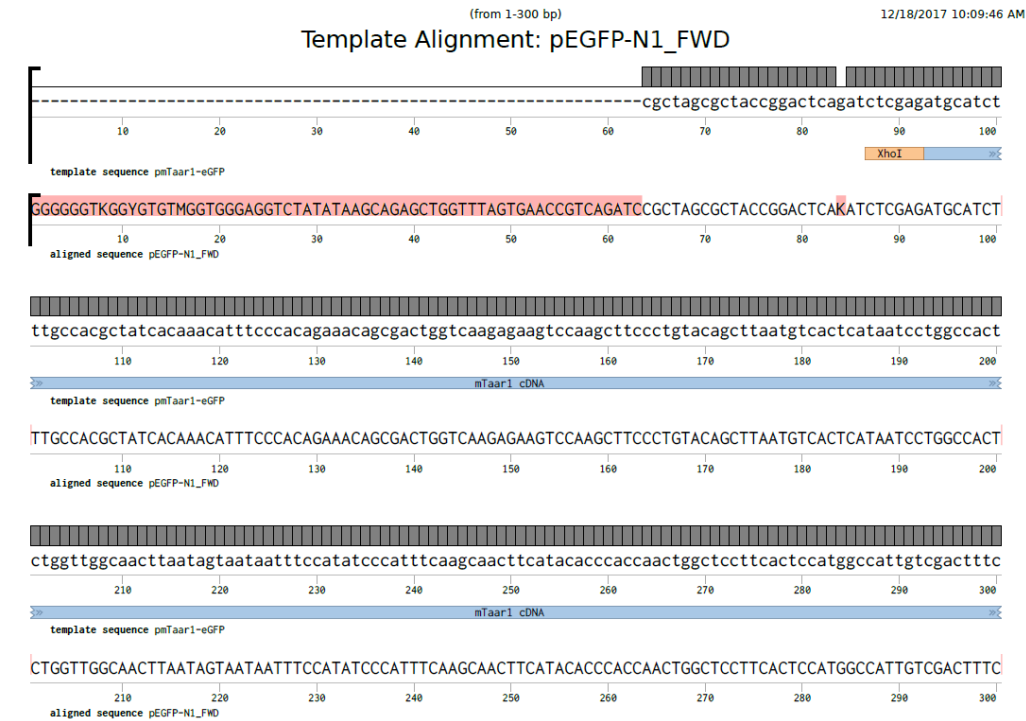 (from 1-300 bp)
12/18/2017 10:09:46 AM
Template Alignment: pEGFP-N1_FWD
---------------------------------------------------------------cgctagcgctaccggactcagatctcgagatgcatct
10 20 30 40 50 60 70 80 90 100
XhoI
template sequence pmTaar1-eGFP
GGGGGGTKGGYGTGTMGGTGGGAGGTCTATATAAGCAGAGCTGGTTTAGTGAACCGTCAGATCCGCTAGCGCTACCGGACTCAKATCTCGAGATGCATCT
10 20 30 40 50 60 70 80 90 100
aligned sequence pEGFP-N1_FWD
ttgccacgctatcacaaacatttcccacagaaacagcgactggtcaagagaagtccaagcttccctgtacagcttaatgtcactcataatcctggccact
110 120 130 140 150 160 170 180 190 200
mTaar1 cDNA
template sequence pmTaar1-eGFP
TTGCCACGCTATCACAAACATTTCCCACAGAAACAGCGACTGGTCAAGAGAAGTCCAAGCTTCCCTGTACAGCTTAATGTCACTCATAATCCTGGCCACT
110 120 130 140 150 160 170 180 190 200
aligned sequence pEGFP-N1_FWD
ctggttggcaacttaatagtaataatttccatatcccatttcaagcaacttcatacacccaccaactggctccttcactccatggccattgtcgactttc
210 220 230 240 250 260 270 280 290 300
mTaar1 cDNA
template sequence pmTaar1-eGFP
CTGGTTGGCAACTTAATAGTAATAATTTCCATATCCCATTTCAAGCAACTTCATACACCCACCAACTGGCTCCTTCACTCCATGGCCATTGTCGACTTTC
210 220 230 240 250 260 270 280 290 300
aligned sequence pEGFP-N1_FWD